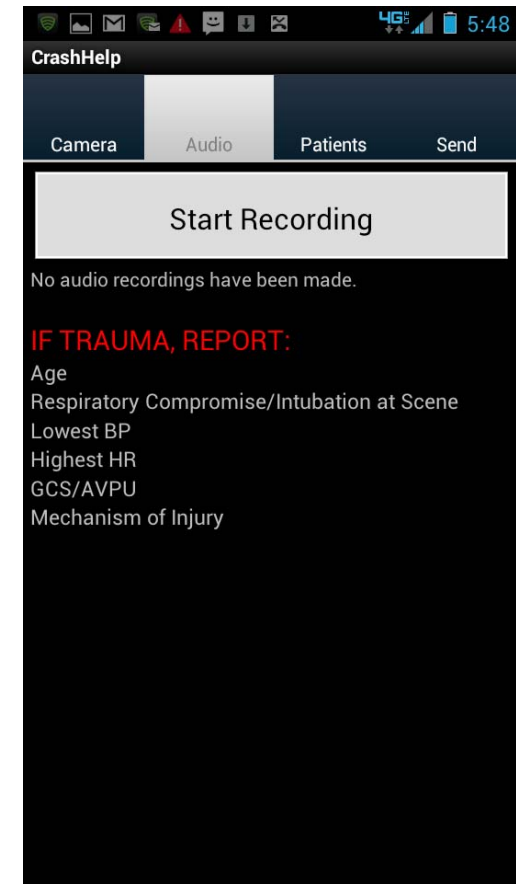 4G 5:48
CrashHelp
Camera Audio Patients Send
Start Recording
No audio recordings have been made.
IF TRAUMA, REPORT:
Age
Respiratory Compromise/Intubation at Scene
Lowest BP
Highest HR
GCS/AVPU
Mechanism of Injury